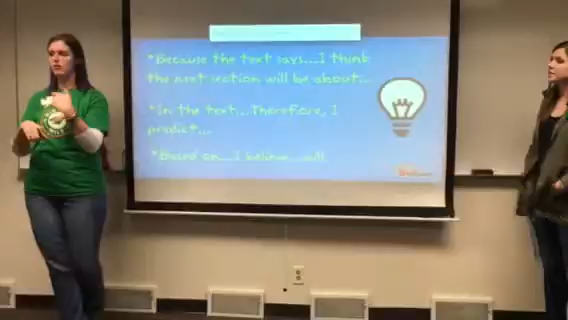 *Because the text says...I think
the next section will be about...
*In the text...Therefore, I
predict...
*Based on...I believe...will